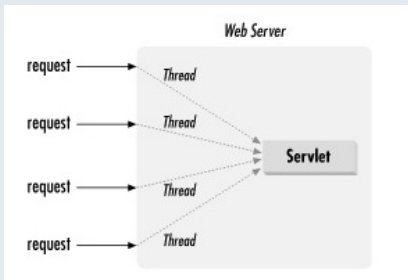 Web Server
request
Thread
request
Thread
Servlet
request
Thread
request
Thread